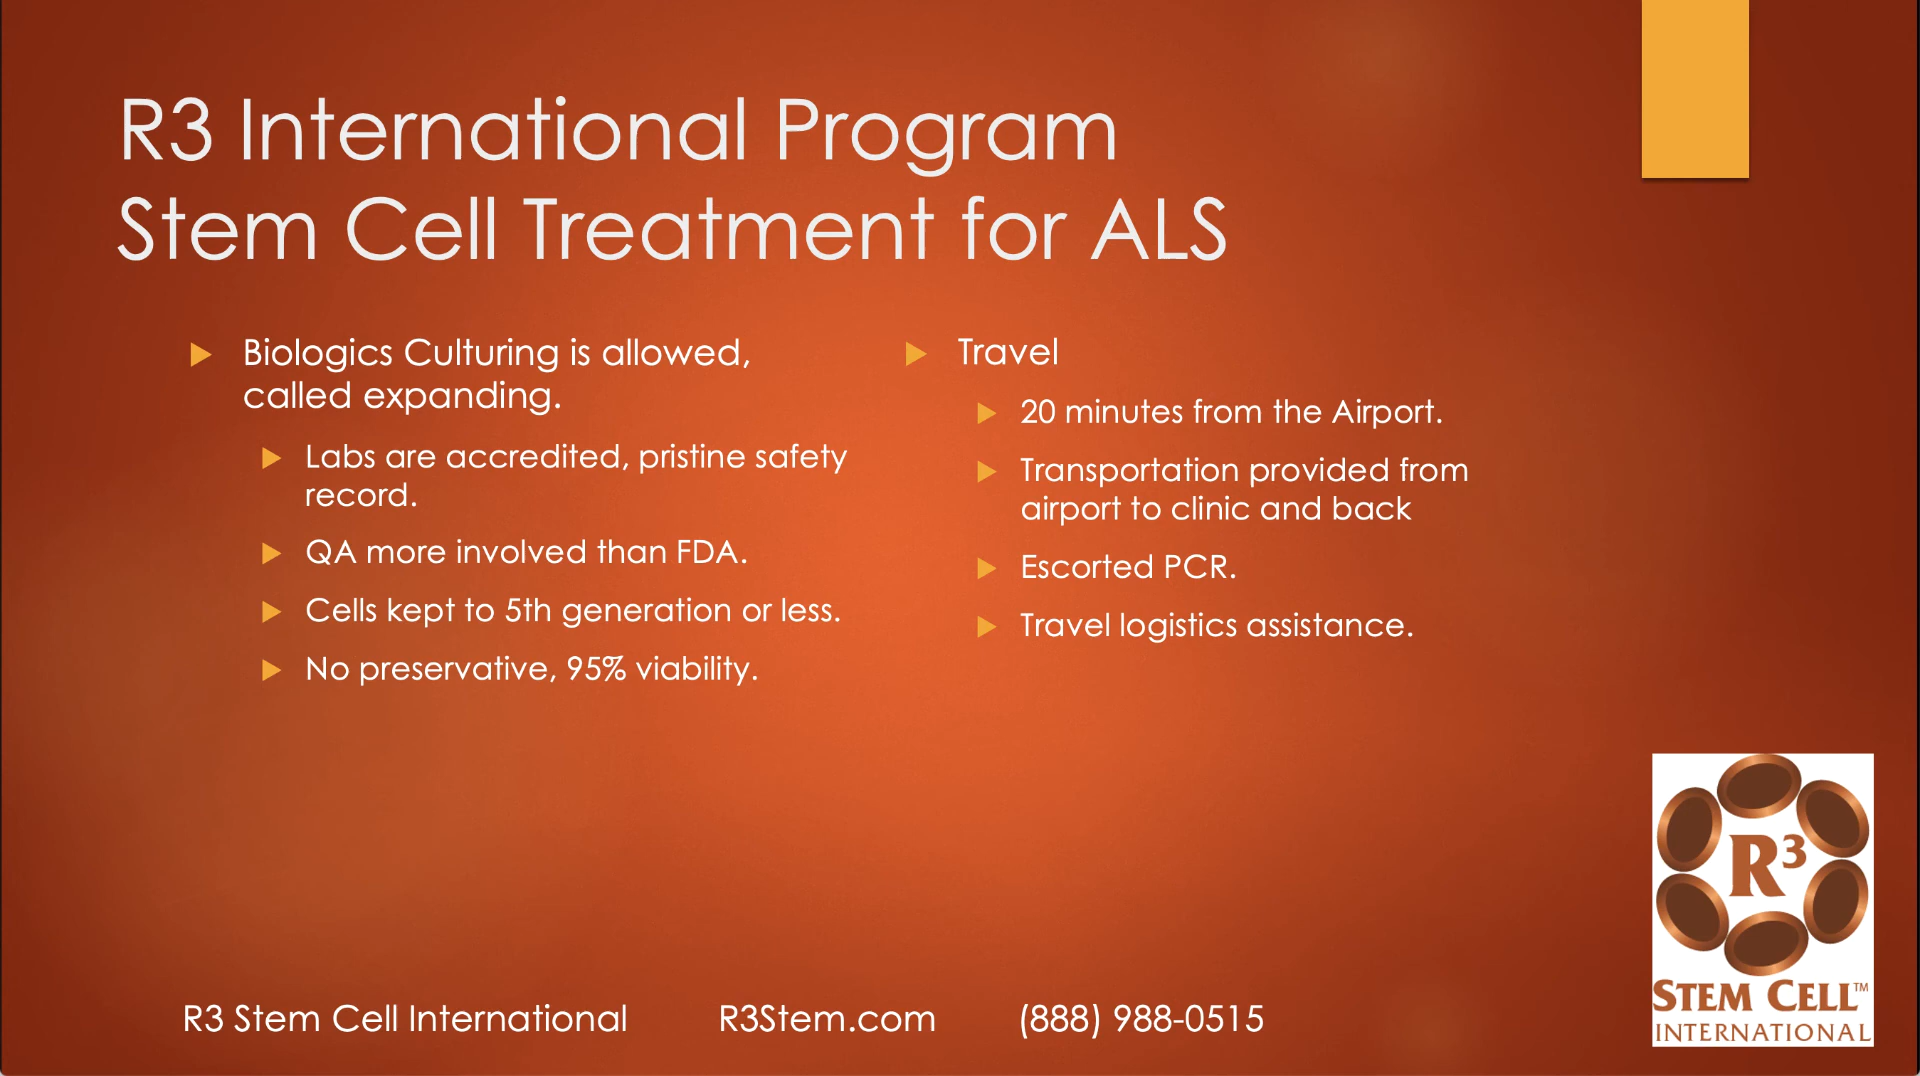 R3 International Program
Stem Cell Treatment for ALS
Biologics Culturing is allowed,
called expanding.
Labs are accredited, pristine safety
record.
QA more involved than FDA.
Cells kept to 5th generation or less.
No preservative, 95% viability.
Travel
20 minutes from the Airport.
Transportation provided from
airport to clinic and back
Escorted PCR.
Travel logistics assistance.
R3 Stem Cell International
R3Stem.com
(888) 988-0515
R³
STEM CELL™
INTERNATIONAL